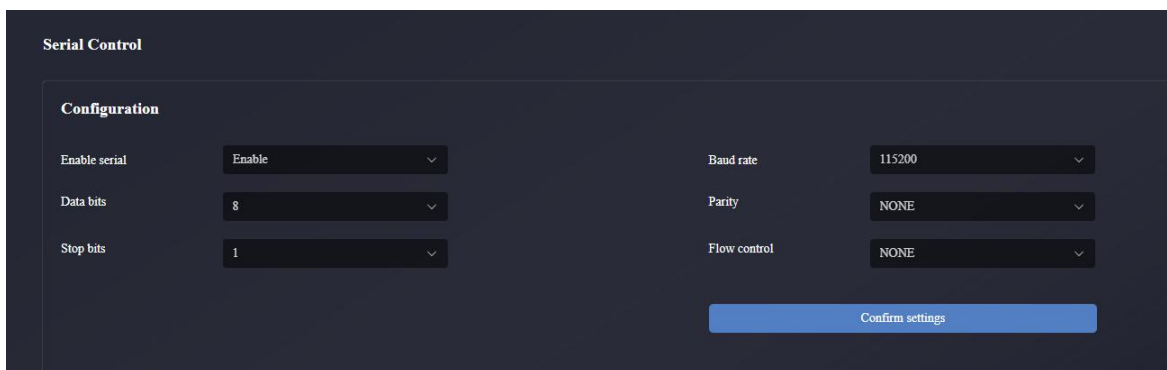 Serial Control
Configuration
Enable serial Enable Baud rate 115200
Data bits 8 Parity NONE
Stop bits 1 Flow control NONE
Confirm settings